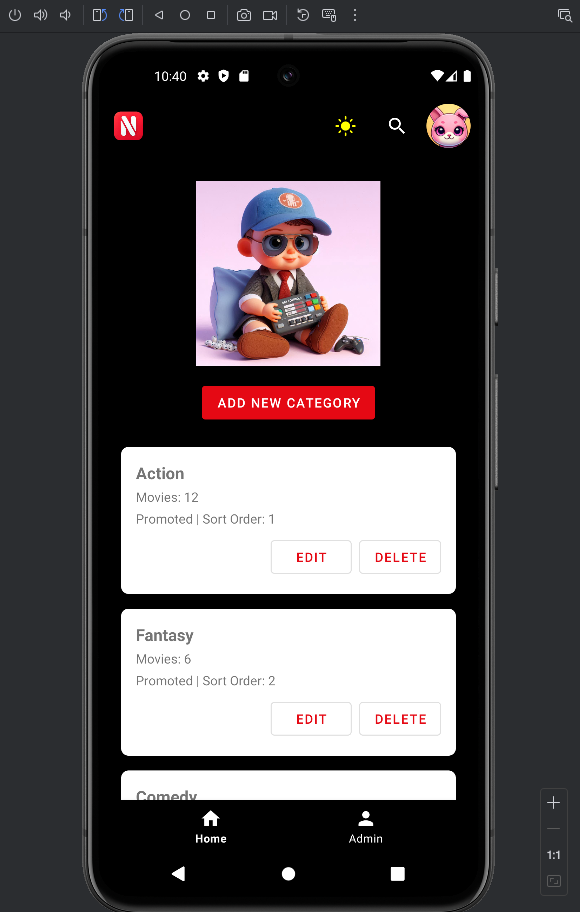 10:40
N
ADD NEW CATEGORY
Action
Movies: 12
Promoted | Sort Order: 1
EDIT
DELETE
Fantasy
Movies: 6
Promoted | Sort Order: 2
EDIT
DELETE
Comedy
Home
Admin
1:1